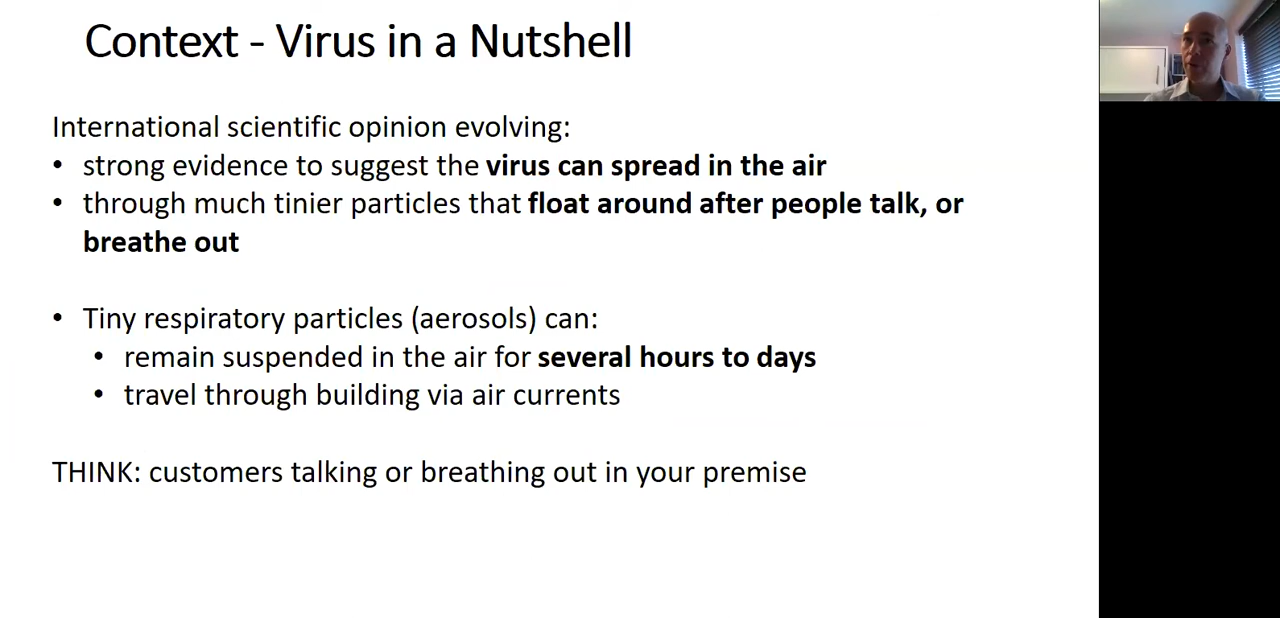 Context - Virus in a Nutshell
International scientific opinion evolving:
• strong evidence to suggest the virus can spread in the air
• through much tinier particles that float around after people talk, or
breathe out
• Tiny respiratory particles (aerosols) can:
• remain suspended in the air for several hours to days
• travel through building via air currents
THINK: customers talking or breathing out in your premise